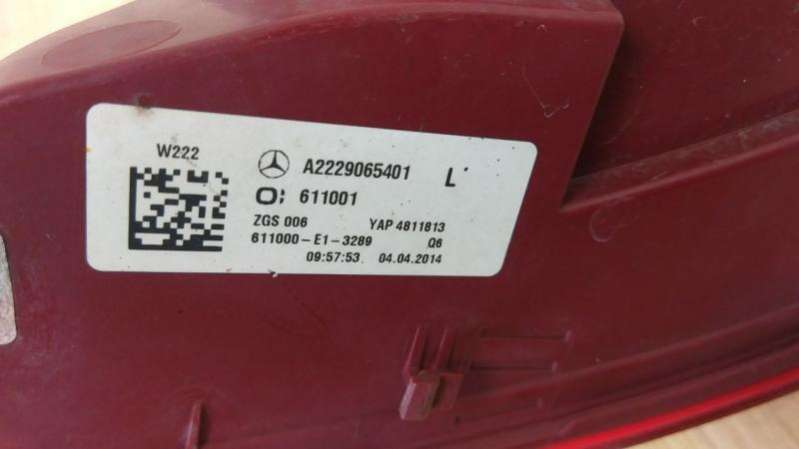 W222
A2229065401 L
611001
ZGS 006 YAP 4811813
611000-E1-3289 Q6
09:57:53 04.04.2014